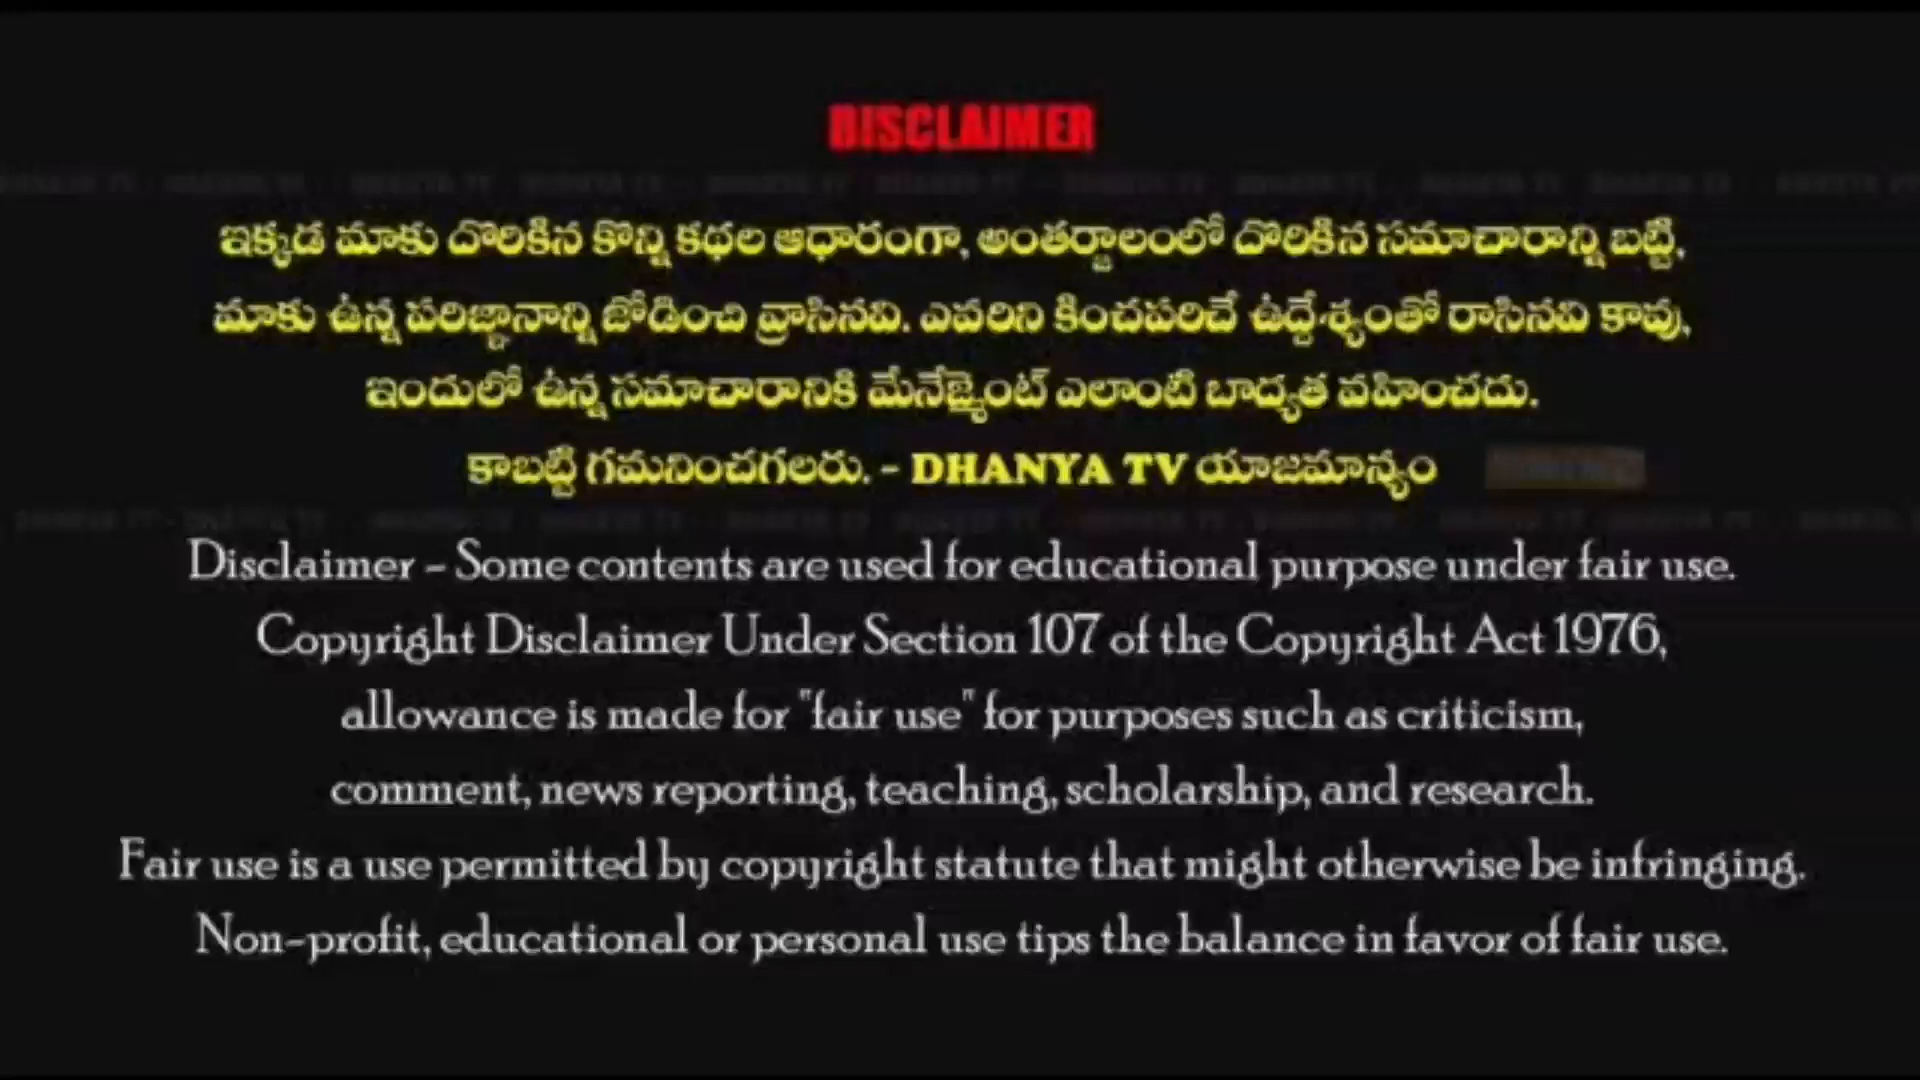 DISCLAIMER
ఇక్కడ మాకు దొరికిన కొన్ని కథల ఆధారంగా, అంతర్జాలంలో దొరికిన సమాచారాన్ని బట్టి,
మాకు ఉన్న పరిజ్ఞానాన్ని జోడించి వ్రాసినవి. ఎవరిని కించపరిచే ఉద్దేశ్యంతో రాసినవి కావు,
ఇందులో ఉన్న సమాచారానికి మేనేజ్మెంట్ ఎలాంటి బాద్యత వహించదు.
కాబట్టి గమనించగలరు. - DHANYA TV యాజమాన్యం
Disclaimer - Some contents are used for educational purpose under fair use.
Copyright Disclaimer Under Section 107 of the Copyright Act 1976,
allowance is made for "fair use" for purposes such as criticism,
comment, news reporting, teaching, scholarship, and research.
Fair use is a use permitted by copyright statute that might otherwise be infringing.
Non-profit, educational or personal use tips the balance in favor of fair use.